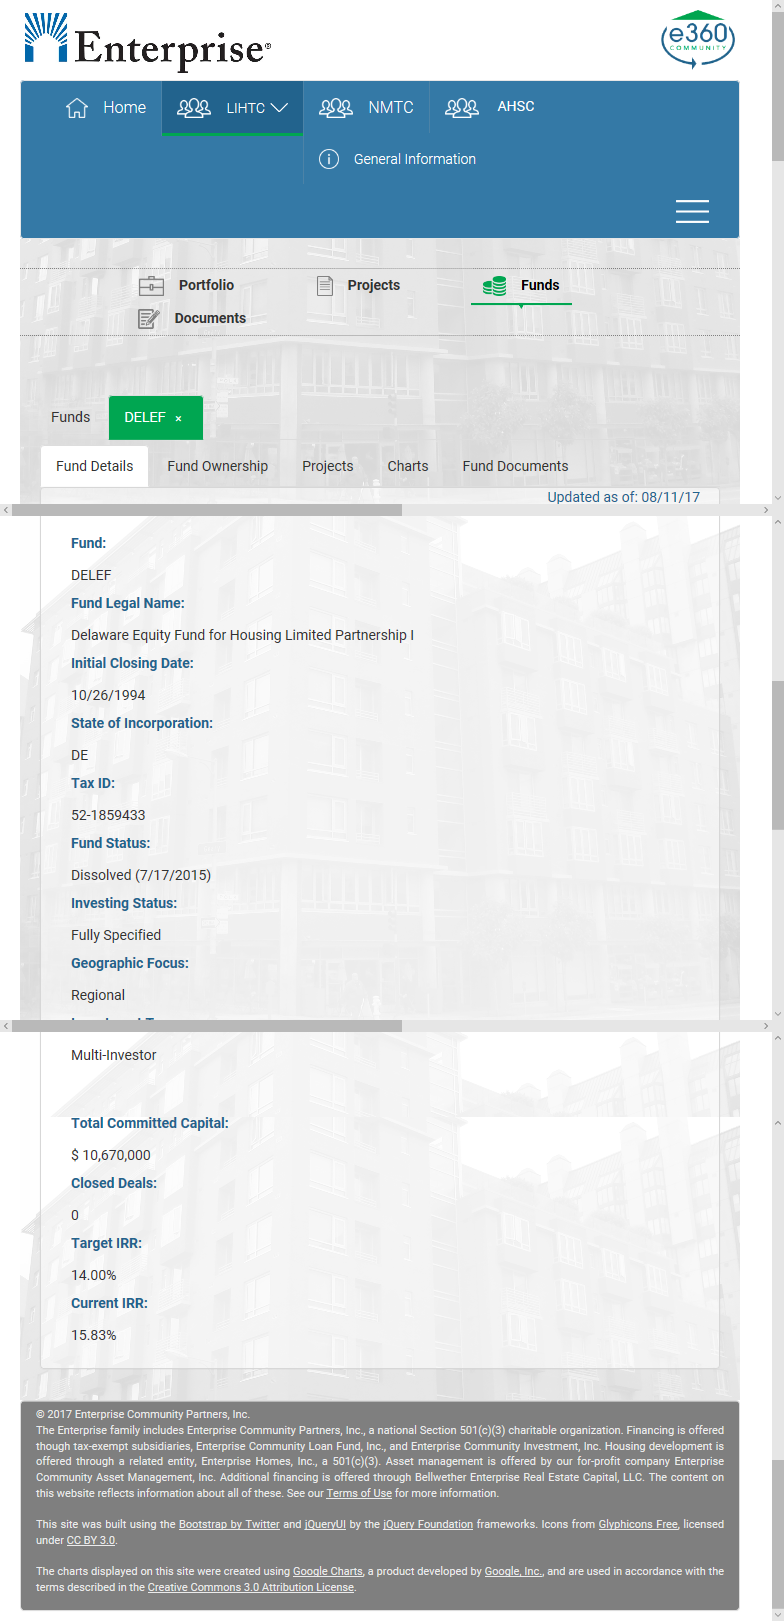 Enterprise®
e360
COMMUNITY
Home
LIHTC
NMTC
AHSC
General Information
Portfolio
Projects
Funds
Documents
Funds
DELEF ×
Fund Details
Fund Ownership
Projects
Charts
Fund Documents
Updated as of: 08/11/17
Fund:
DELEF
Fund Legal Name:
Delaware Equity Fund for Housing Limited Partnership I
Initial Closing Date:
10/26/1994
State of Incorporation:
DE
Tax ID:
52-1859433
Fund Status:
Dissolved (7/17/2015)
Investing Status:
Fully Specified
Geographic Focus:
Regional
Multi-Investor
Total Committed Capital:
$ 10,670,000
Closed Deals:
0
Target IRR:
14.00%
Current IRR:
15.83%
© 2017 Enterprise Community Partners, Inc.
The Enterprise family includes Enterprise Community Partners, Inc., a national Section 501(c)(3) charitable organization. Financing is offered
though tax-exempt subsidiaries, Enterprise Community Loan Fund, Inc., and Enterprise Community Investment, Inc. Housing development is
offered through a related entity, Enterprise Homes, Inc., a 501(c)(3). Asset management is offered by our for-profit company Enterprise
Community Asset Management, Inc. Additional financing is offered through Bellwether Enterprise Real Estate Capital, LLC. The content on
this website reflects information about all of these. See our Terms of Use for more information.
This site was built using the Bootstrap by Twitter and jQueryUI by the jQuery Foundation frameworks. Icons from Glyphicons Free, licensed
under CC BY 3.0.
The charts displayed on this site were created using Google Charts, a product developed by Google, Inc., and are used in accordance with the
terms described in the Creative Commons 3.0 Attribution License.